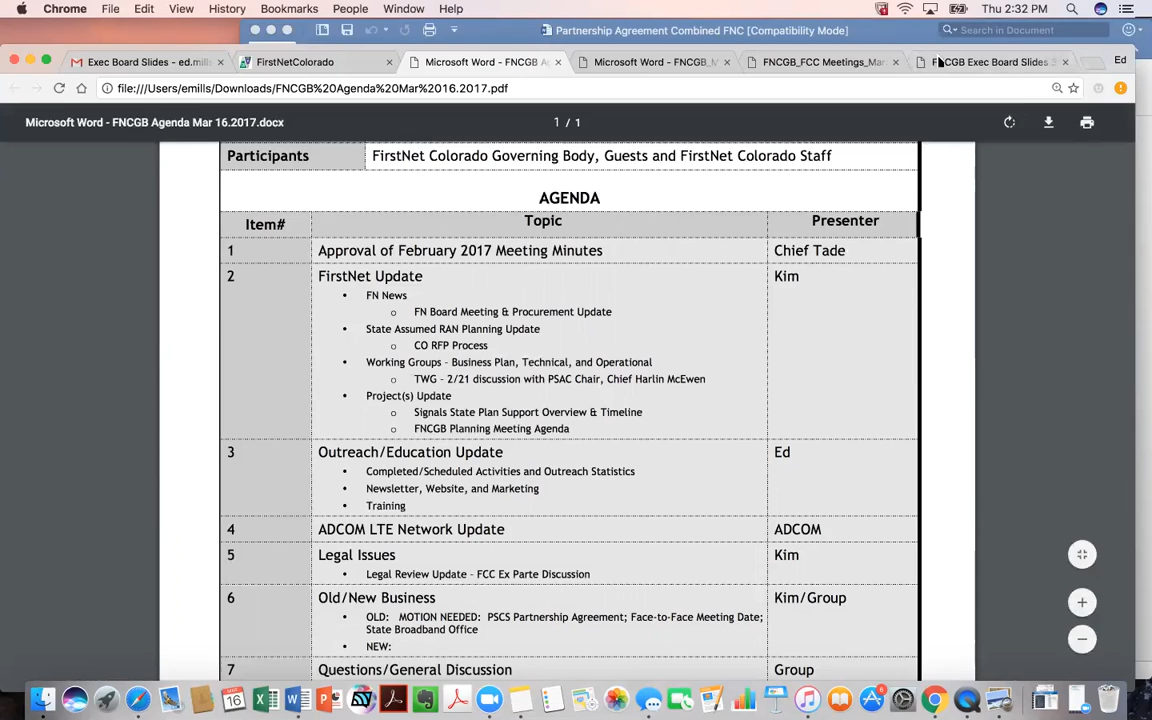 Chrome File Edit View History Bookmarks People Window Help Thu 2:32 PM
Partnership Agreement Combined FNC [Compatibility Mode] Search in Document
Exec Board Slides - ed.mills × FirstNetColorado × Microsoft Word - FNCGB A × Microsoft Word - FNCGB_M × FNCGB_FCC Meetings_Mar × FNCGB Exec Board Slides × Ed
file:///Users/emills/Downloads/FNCGB%20Agenda%20Mar%2016.2017.pdf
Microsoft Word - FNCGB Agenda Mar 16.2017.docx 1 / 1
Participants FirstNet Colorado Governing Body, Guests and FirstNet Colorado Staff
AGENDA
Item# Topic Presenter
1 Approval of February 2017 Meeting Minutes Chief Tade
2 FirstNet Update Kim
• FN News
o FN Board Meeting & Procurement Update
• State Assumed RAN Planning Update
o CO RFP Process
• Working Groups - Business Plan, Technical, and Operational
o TWG - 2/21 discussion with PSAC Chair, Chief Harlin McEwen
• Project(s) Update
o Signals State Plan Support Overview & Timeline
o FNCGB Planning Meeting Agenda
3 Outreach/Education Update Ed
• Completed/Scheduled Activities and Outreach Statistics
• Newsletter, Website, and Marketing
• Training
4 ADCOM LTE Network Update ADCOM
5 Legal Issues Kim
• Legal Review Update - FCC Ex Parte Discussion
6 Old/New Business Kim/Group
• OLD: MOTION NEEDED: PSCS Partnership Agreement; Face-to-Face Meeting Date;
State Broadband Office
• NEW:
7 Questions/General Discussion Group